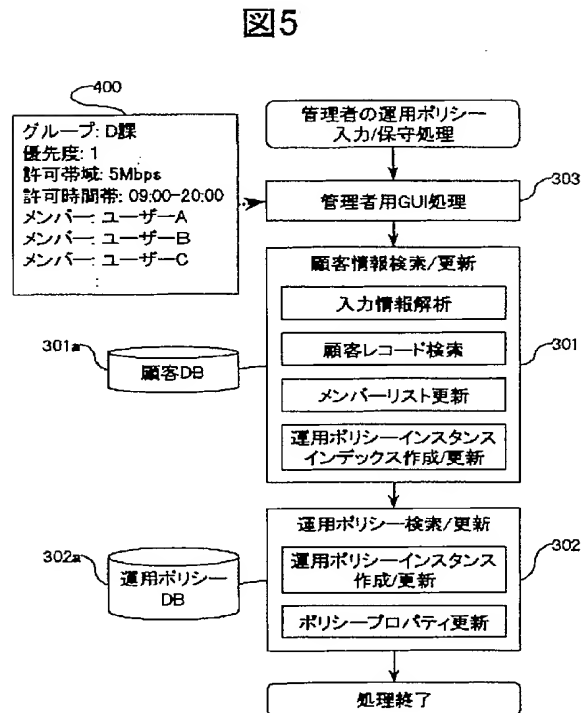 図5
400
グループ: D課
優先度: 1
許可帯域: 5Mbps
許可時間帯: 09:00-20:00
メンバー: ユーザーA
メンバー: ユーザーB
メンバー: ユーザーC
:
管理者の運用ポリシー
入力/保守処理
管理者用GUI処理
303
顧客情報検索/更新
入力情報解析
顧客レコード検索
メンバーリスト更新
運用ポリシーインスタンス
インデックス作成/更新
301
301a
顧客DB
運用ポリシー検索/更新
運用ポリシーインスタンス
作成/更新
ポリシープロパティ更新
302
302a
運用ポリシー
DB
処理終了